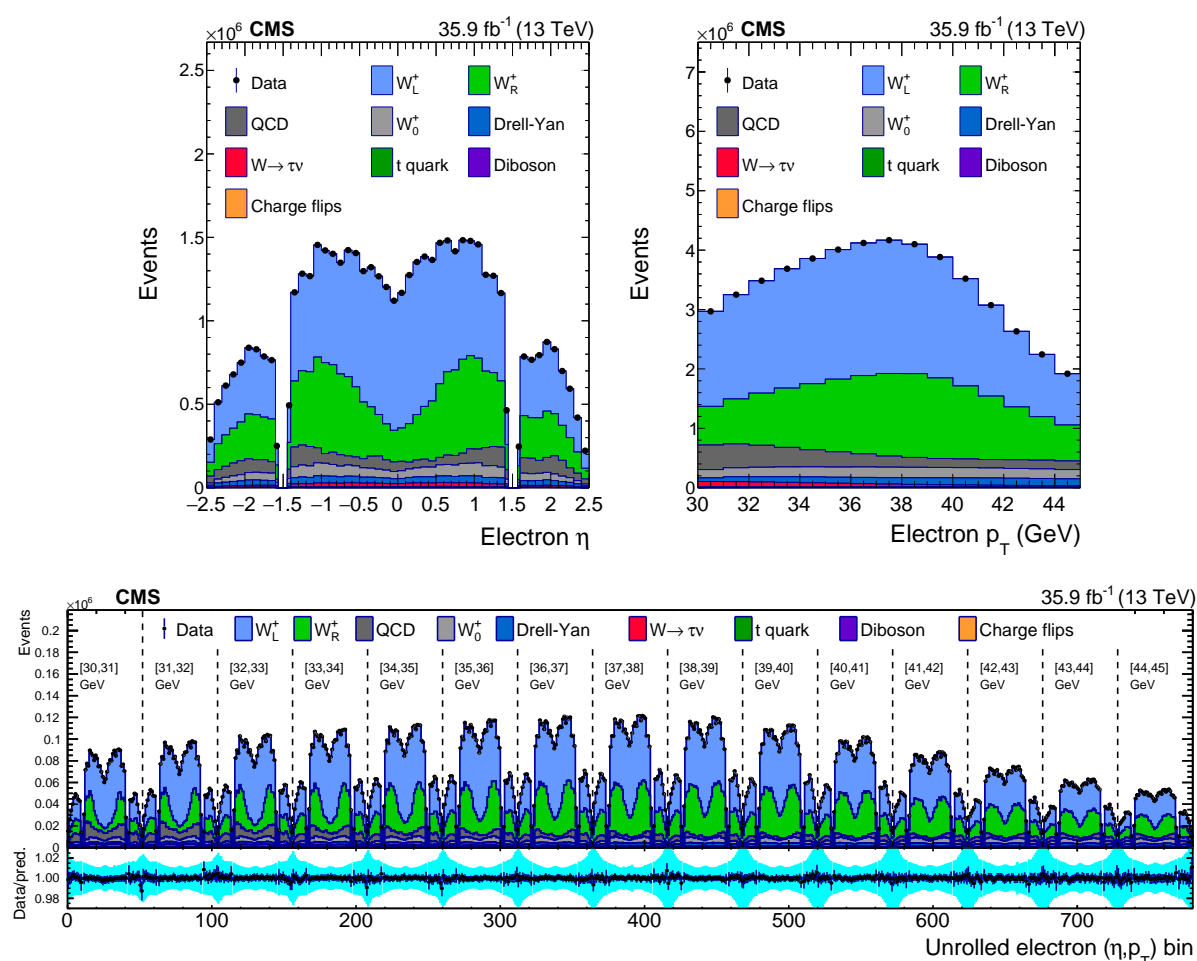 ×10⁶ CMS 35.9 fb⁻¹ (13 TeV)
Data W⁺_L W⁺_R
QCD W⁺_0 Drell-Yan
W→τν t quark Diboson
Charge flips
Events
2.5
2
1.5
1
0.5
0
−2.5 −2 −1.5 −1 −0.5 0 0.5 1 1.5 2 2.5
Electron η
×10⁶ CMS 35.9 fb⁻¹ (13 TeV)
Data W⁺_L W⁺_R
QCD W⁺_0 Drell-Yan
W→τν t quark Diboson
Charge flips
Events
7
6
5
4
3
2
1
0
30 32 34 36 38 40 42 44
Electron p_T (GeV)
×10⁶ CMS 35.9 fb⁻¹ (13 TeV)
Data W⁺_L W⁺_R QCD W⁺_0 Drell-Yan W→τν t quark Diboson Charge flips
[30,31] [31,32] [32,33] [33,34] [34,35] [35,36] [36,37] [37,38] [38,39] [39,40] [40,41] [41,42] [42,43] [43,44] [44,45]
GeV GeV GeV GeV GeV GeV GeV GeV GeV GeV GeV GeV GeV GeV GeV
Events
0.2
0.18
0.16
0.14
0.12
0.1
0.08
0.06
0.04
0.02
0
Data/pred.
1.02
1.00
0.98
0 100 200 300 400 500 600 700
Unrolled electron (η,p_T) bin